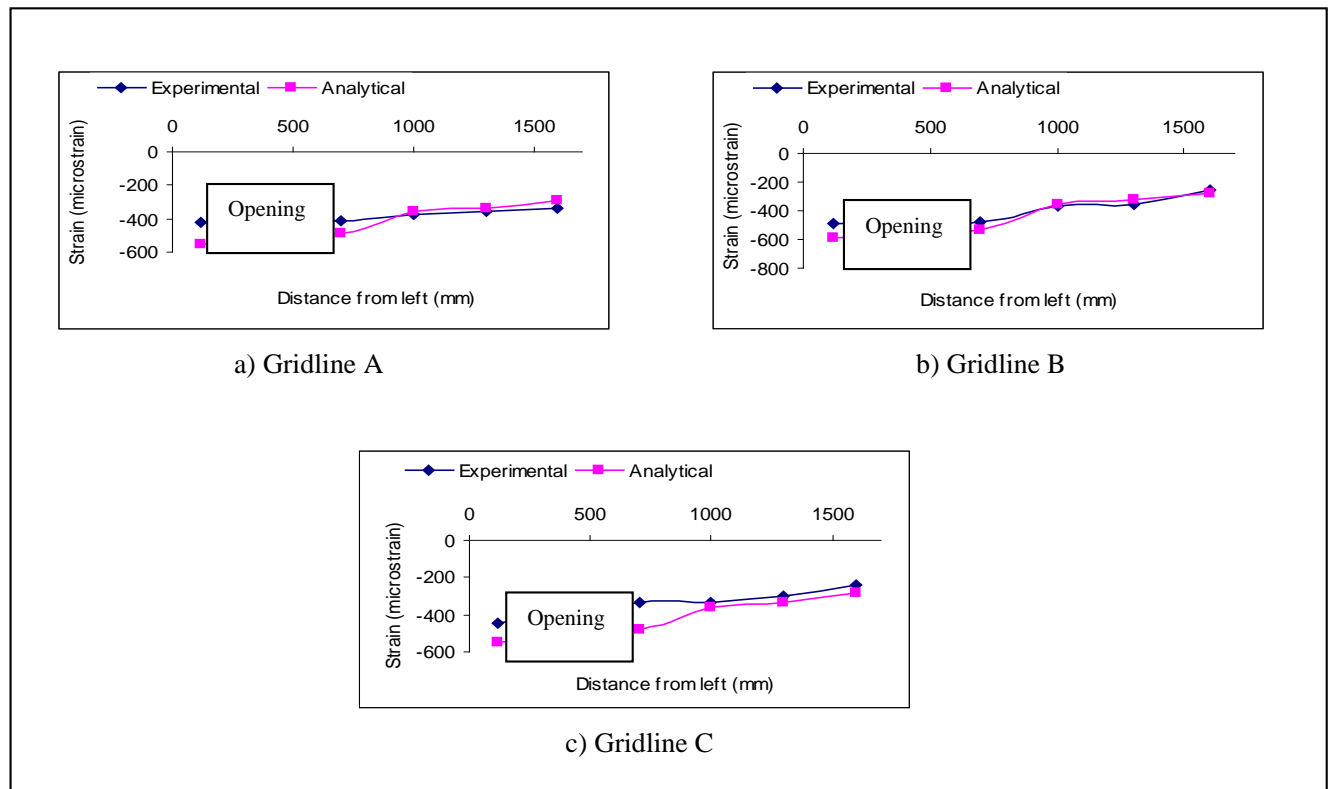 Experimental Analytical
0 500 1000 1500
0
-200
-400
-600
Strain (microstrain)
Opening
Distance from left (mm)
a) Gridline A
Experimental Analytical
0 500 1000 1500
0
-200
-400
-600
-800
Strain (microstrain)
Opening
Distance from left (mm)
b) Gridline B
Experimental Analytical
0 500 1000 1500
0
-200
-400
-600
Strain (microstrain)
Opening
Distance from left (mm)
c) Gridline C